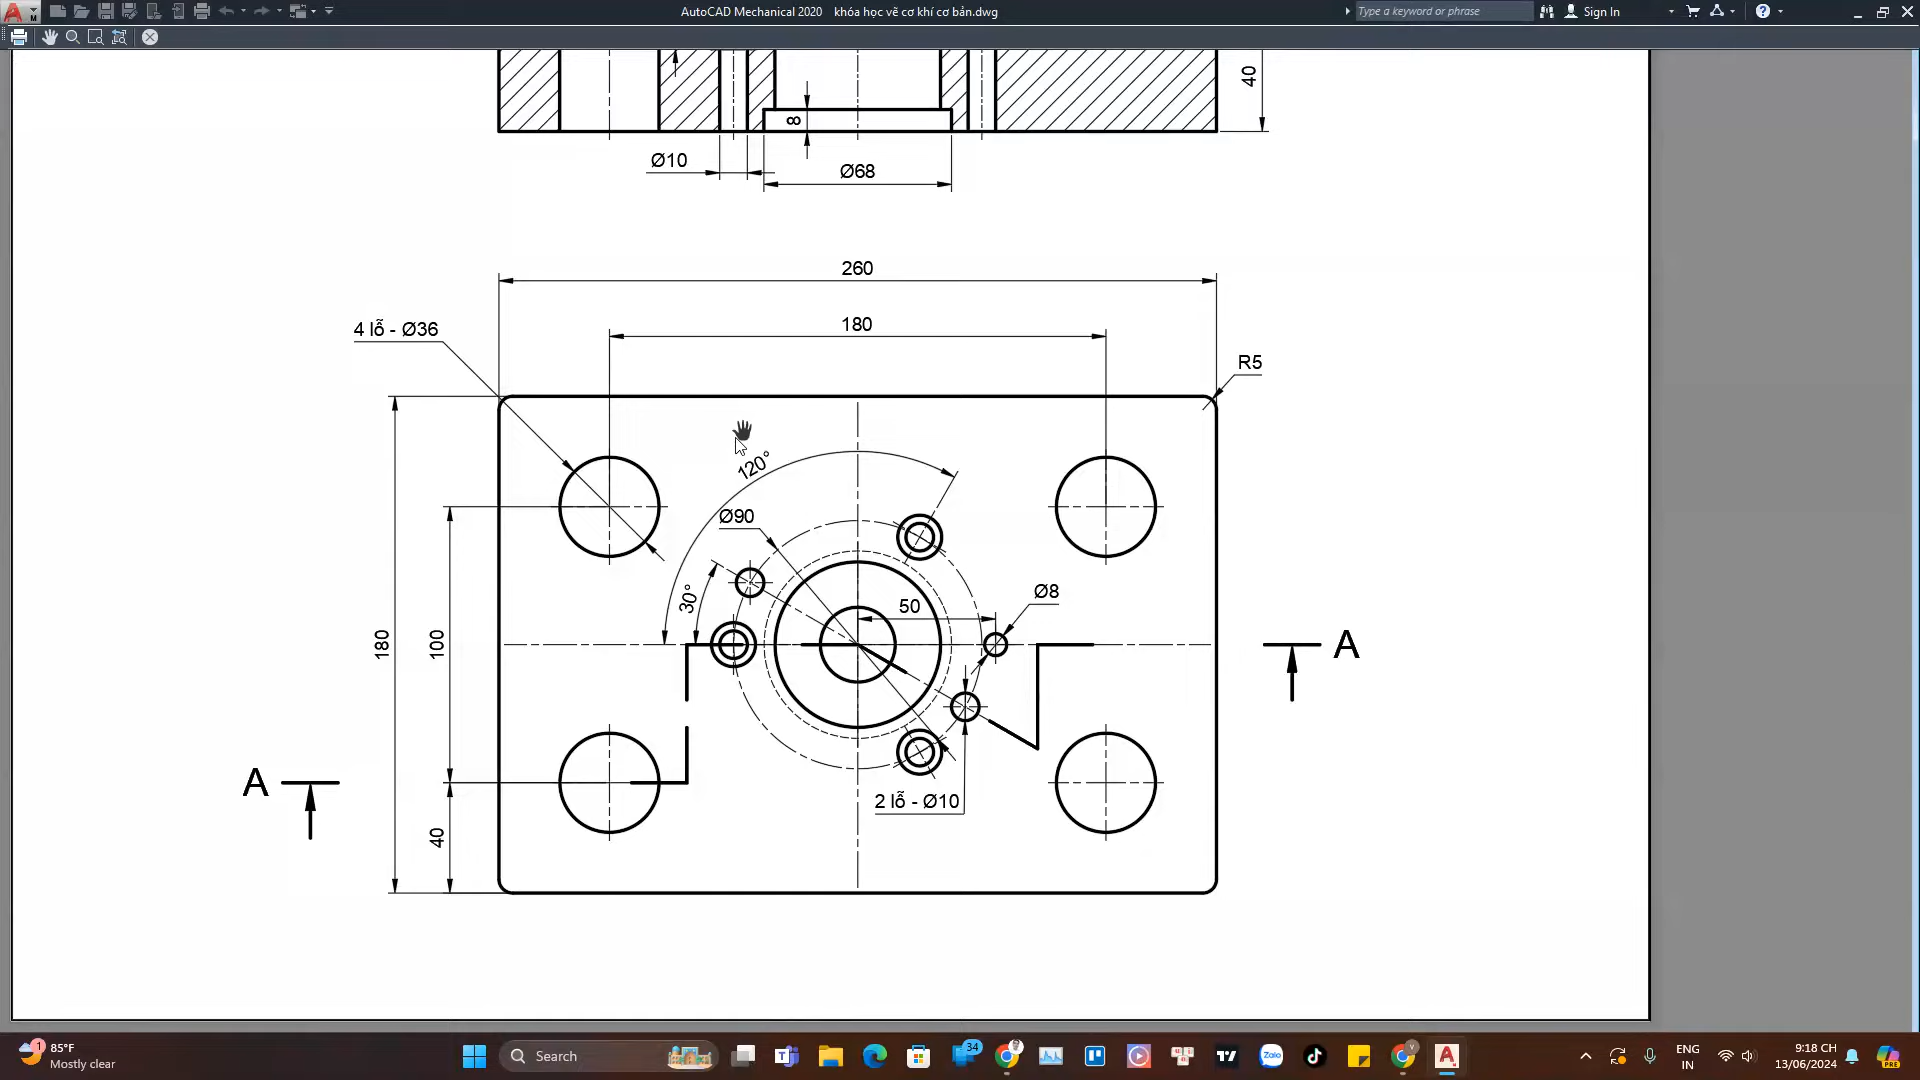 AutoCAD Mechanical 2020 khóa học vẽ cơ khí cơ bản.dwg
Type a keyword or phrase
Sign In
40
8
Ø10
Ø68
260
180
4 lỗ - Ø36
R5
120°
Ø90
30°
Ø8
50
180
100
A
A
2 lỗ - Ø10
40
85°F
Mostly clear
Search
34
ENG
IN
9:18 CH
13/06/2024